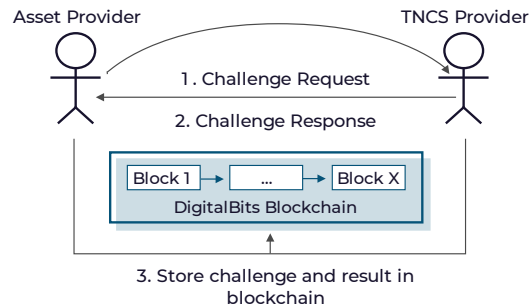 Asset Provider
TNCS Provider
1. Challenge Request
2. Challenge Response
Block 1
...
Block X
DigitalBits Blockchain
3. Store challenge and result in
blockchain